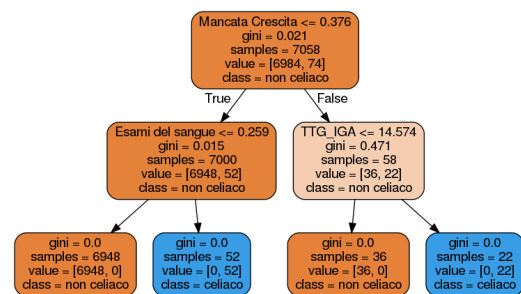 Mancata Crescita <= 0.376
gini = 0.021
samples = 7058
value = [6984, 74]
class = non celiaco
True
False
Esami del sangue <= 0.259
gini = 0.015
samples = 7000
value = [6948, 52]
class = non celiaco
TTG_IGA <= 14.574
gini = 0.471
samples = 58
value = [36, 22]
class = non celiaco
gini = 0.0
samples = 6948
value = [6948, 0]
class = non celiaco
gini = 0.0
samples = 52
value = [0, 52]
class = celiaco
gini = 0.0
samples = 36
value = [36, 0]
class = non celiaco
gini = 0.0
samples = 22
value = [0, 22]
class = celiaco